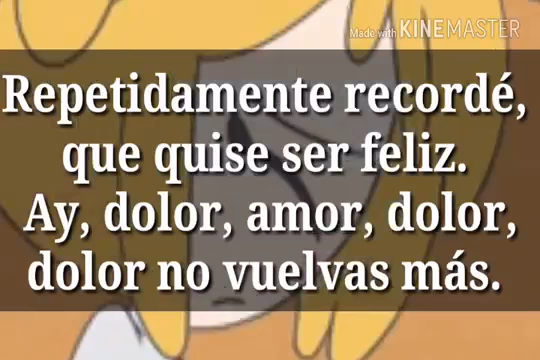 Made with KINEMASTER
Repetidamente recordé,
que quise ser feliz.
Ay, dolor, amor, dolor,
dolor no vuelvas más.